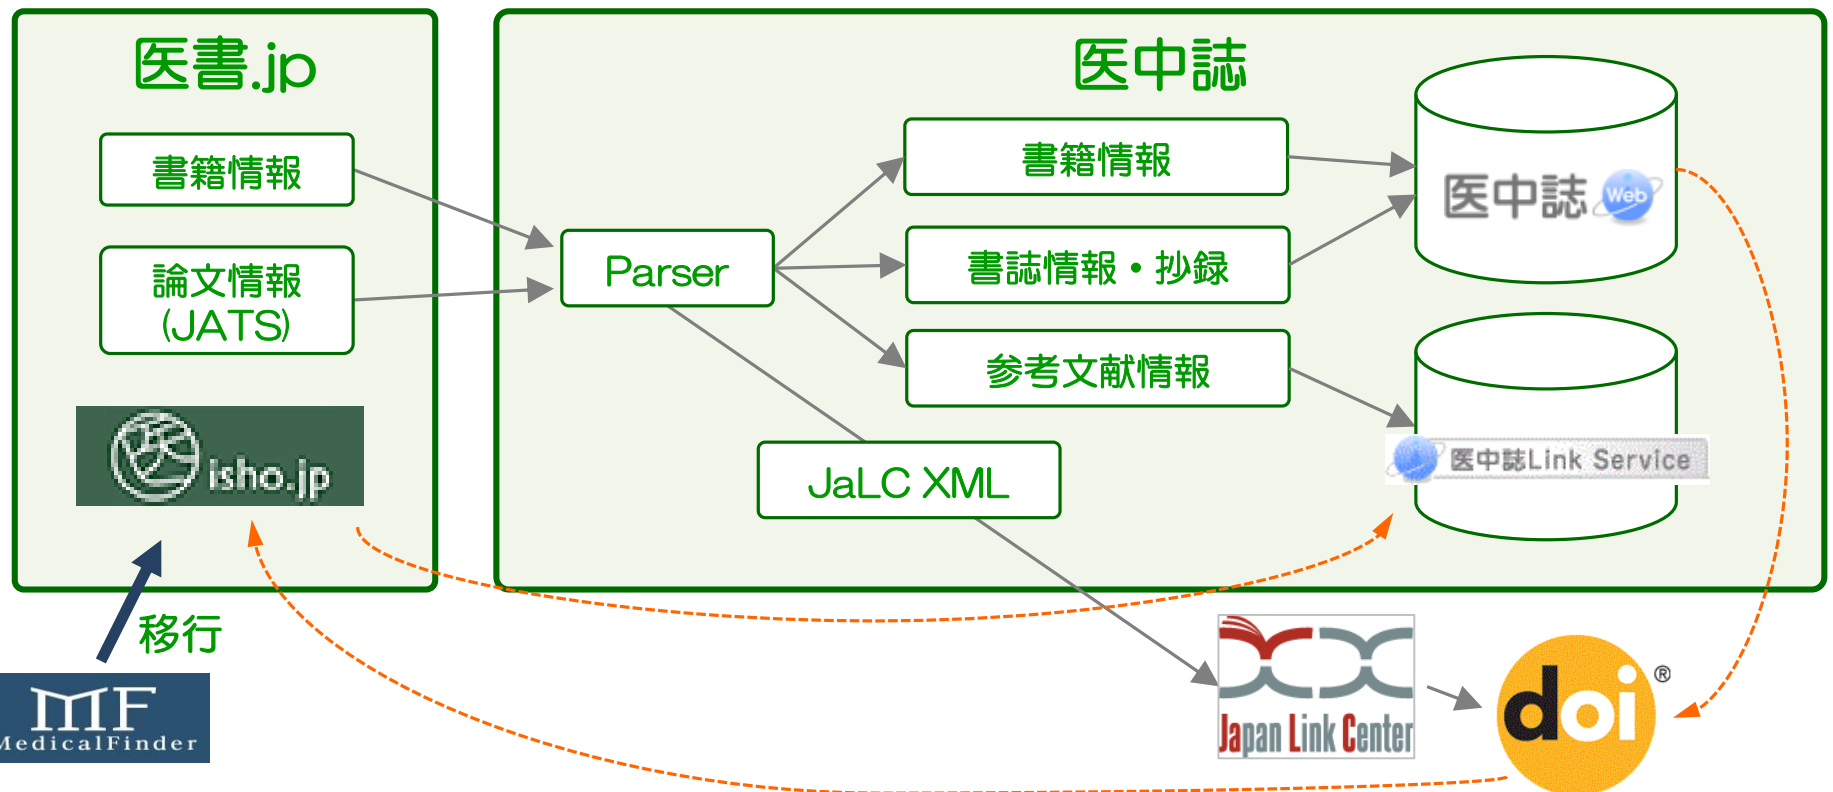 医書.jp
書籍情報
論文情報
(JATS)
医
isho.jp
移行
MF
MedicalFinder
医中誌
Parser
書籍情報
書誌情報・抄録
参考文献情報
JaLC XML
医中誌 Web
医中誌Link Service
Japan Link Center
doi®